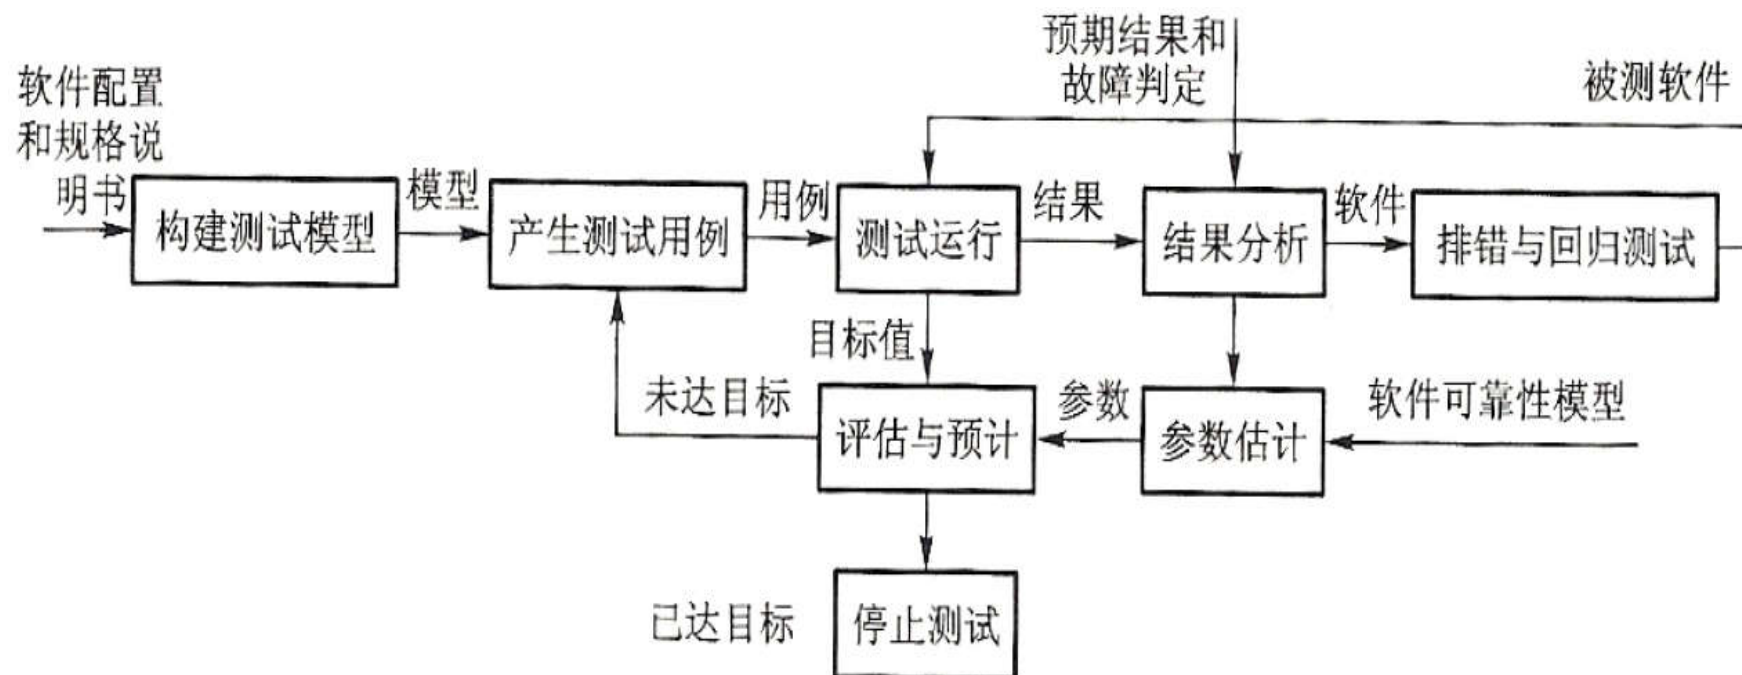 预期结果和
故障判定
被测软件
软件配置
和规格说
明书
构建测试模型
模型
产生测试用例
用例
测试运行
结果
结果分析
软件
排错与回归测试
目标值
未达目标
评估与预计
参数
参数估计
软件可靠性模型
已达目标
停止测试